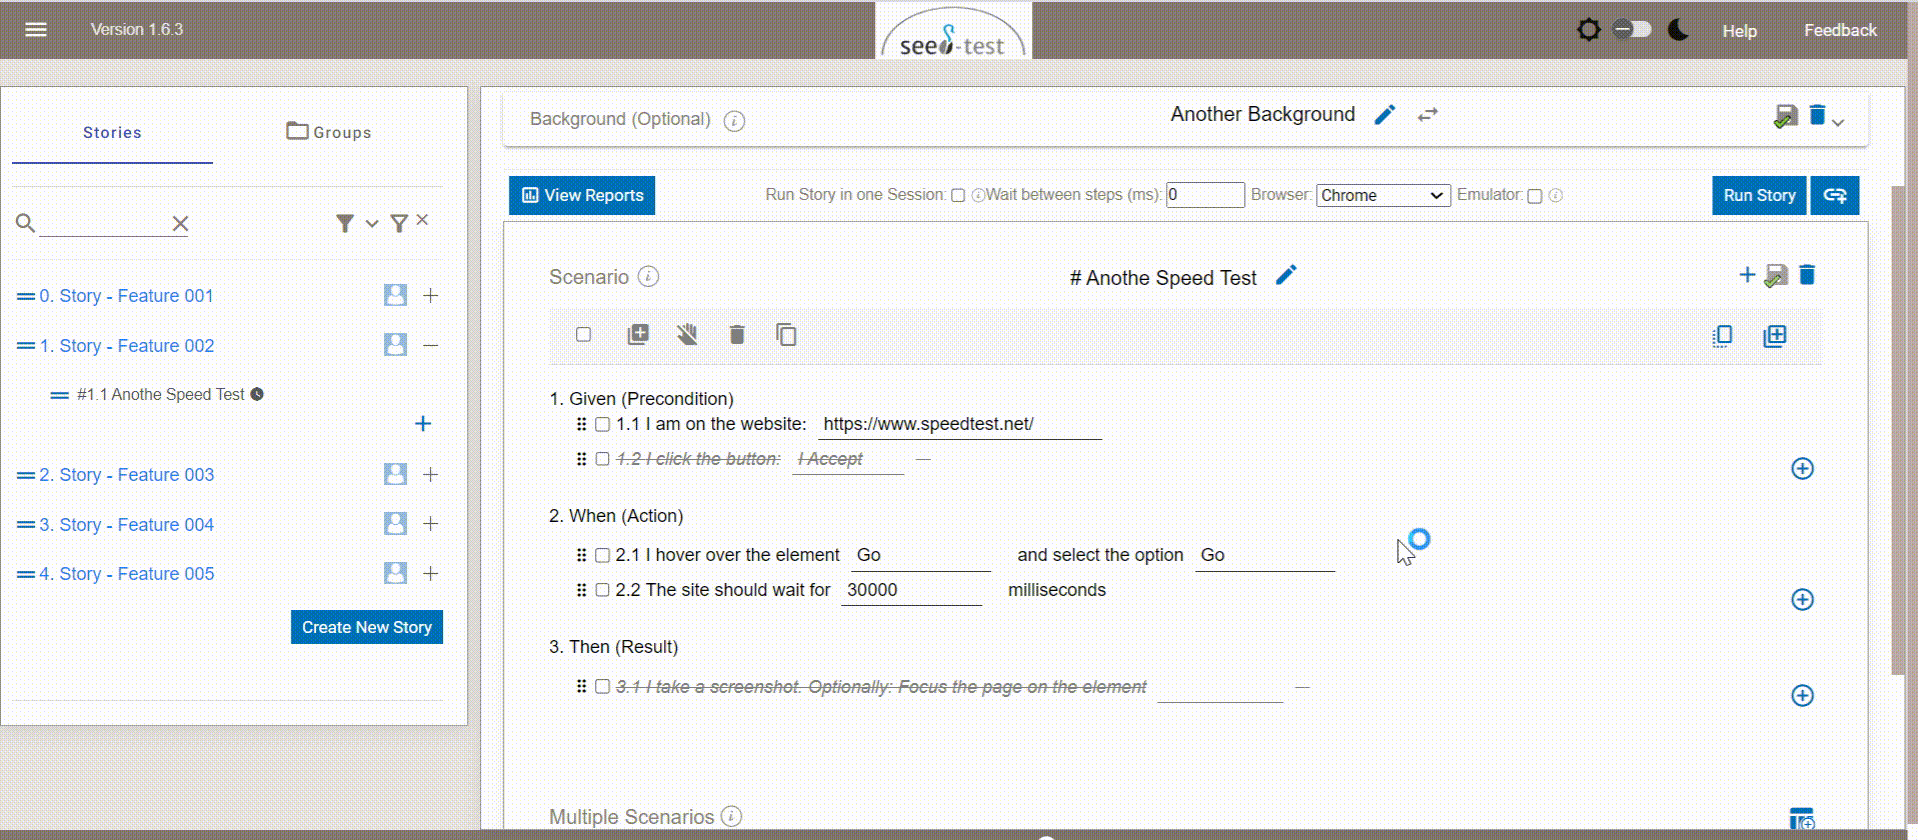 Version 1.6.3
seed-test
Help
Feedback
Stories
Groups
0. Story - Feature 001
1. Story - Feature 002
#1.1 Anothe Speed Test
2. Story - Feature 003
3. Story - Feature 004
4. Story - Feature 005
Create New Story
Background (Optional)
Another Background
View Reports
Run Story in one Session:
Wait between steps (ms): 0
Browser: Chrome
Emulator:
Run Story
Scenario
# Anothe Speed Test
1. Given (Precondition)
1.1 I am on the website: https://www.speedtest.net/
1.2 I click the button: I Accept
2. When (Action)
2.1 I hover over the element Go and select the option Go
2.2 The site should wait for 30000 milliseconds
3. Then (Result)
3.1 I take a screenshot. Optionally: Focus the page on the element
Multiple Scenarios